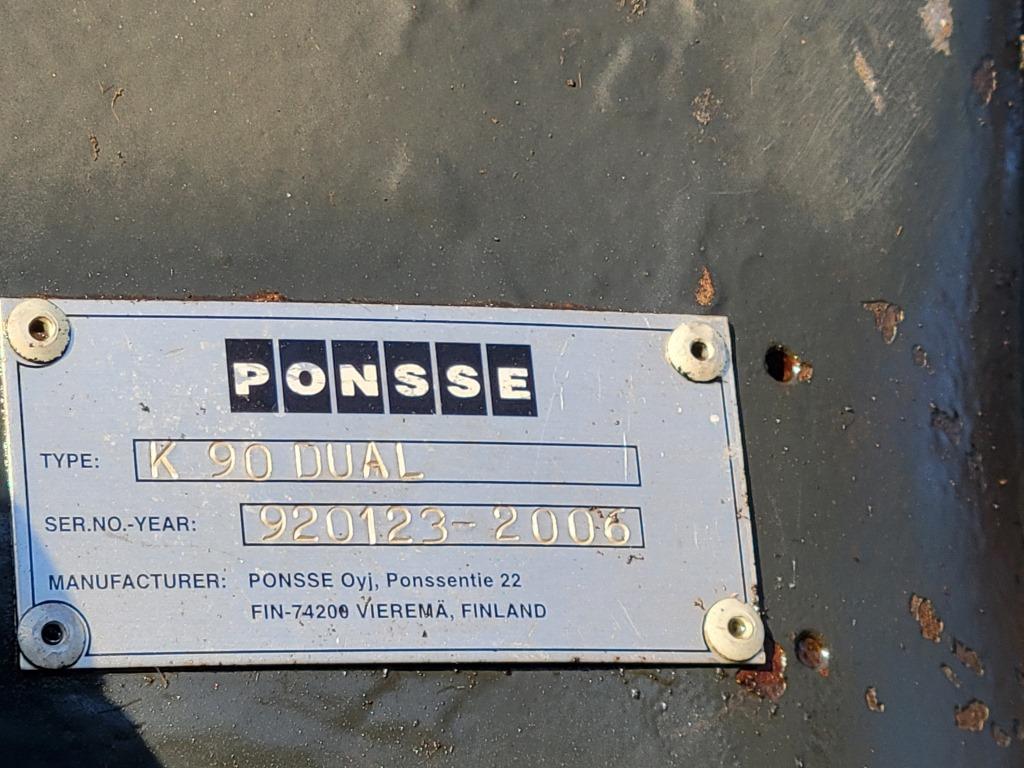 PONSSE
TYPE: K 90 DUAL
SER.NO.-YEAR: 920123-2006
MANUFACTURER: PONSSE Oyj, Ponssentie 22
FIN-74200 VIEREMÄ, FINLAND